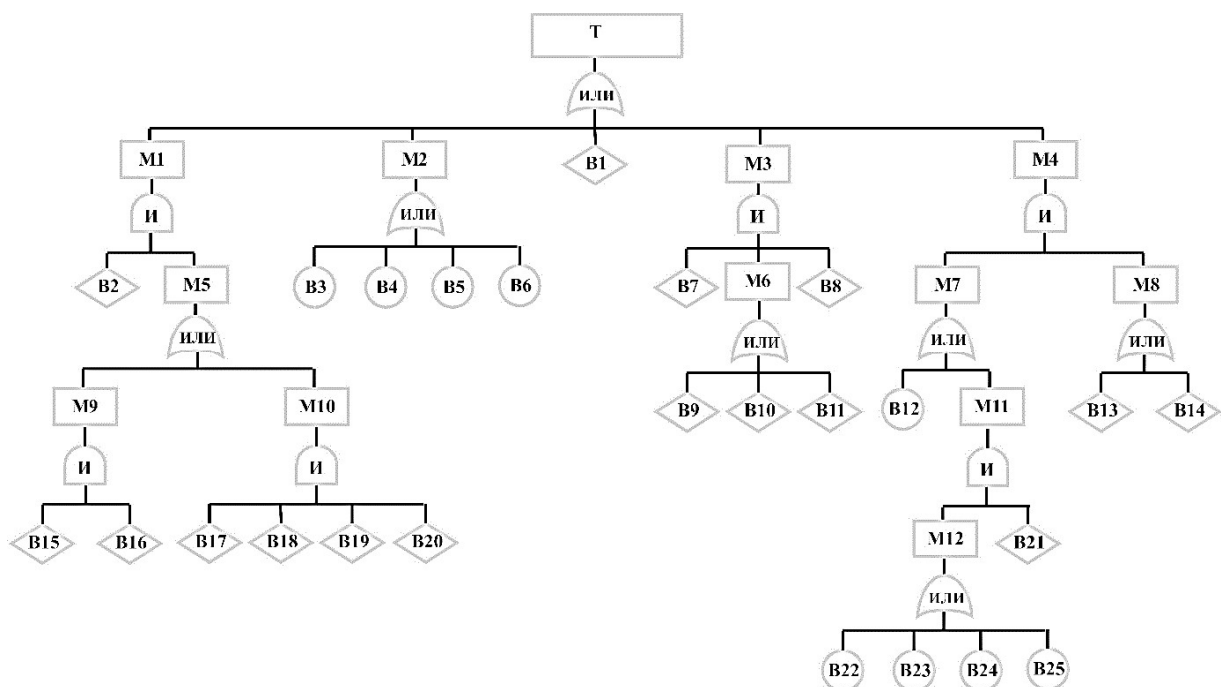 Т
ИЛИ
М1 М2 В1 М3 М4
И ИЛИ И И
В2 М5 В3 В4 В5 В6 В7 М6 В8 М7 М8
ИЛИ ИЛИ ИЛИ ИЛИ
М9 М10 В9 В10 В11 В12 М11 В13 В14
И И И
В15 В16 В17 В18 В19 В20 М12 В21
ИЛИ
В22 В23 В24 В25